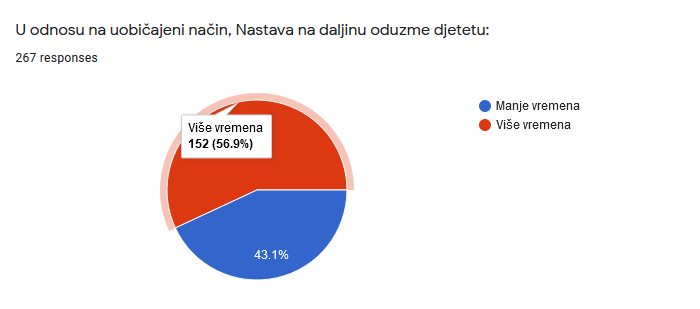 U odnosu na uobičajeni način, Nastava na daljinu oduzme djetetu:
267 responses
Manje vremena
Više vremena
Više vremena
152 (56.9%)
43.1%